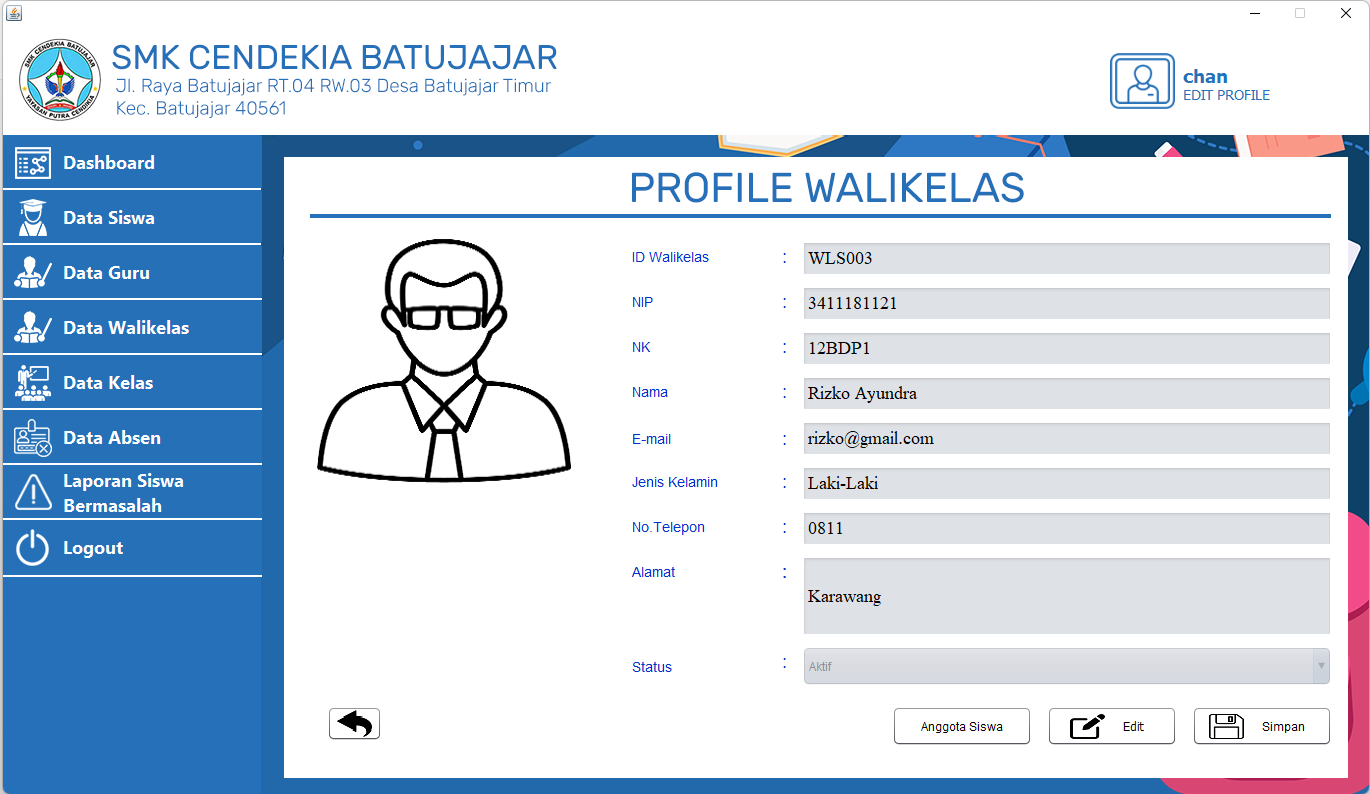 SMK CENDEKIA BATUJAJAR
YAYASAN PUTRA CENDIKIA
SMK CENDEKIA BATUJAJAR
Jl. Raya Batujajar RT.04 RW.03 Desa Batujajar Timur
Kec. Batujajar 40561
chan
EDIT PROFILE
Dashboard
Data Siswa
Data Guru
Data Walikelas
Data Kelas
Data Absen
Laporan Siswa
Bermasalah
Logout
PROFILE WALIKELAS
ID Walikelas : WLS003
NIP : 3411181121
NK : 12BDP1
Nama : Rizko Ayundra
E-mail : rizko@gmail.com
Jenis Kelamin : Laki-Laki
No.Telepon : 0811
Alamat : Karawang
Status : Aktif
Anggota Siswa
Edit
Simpan